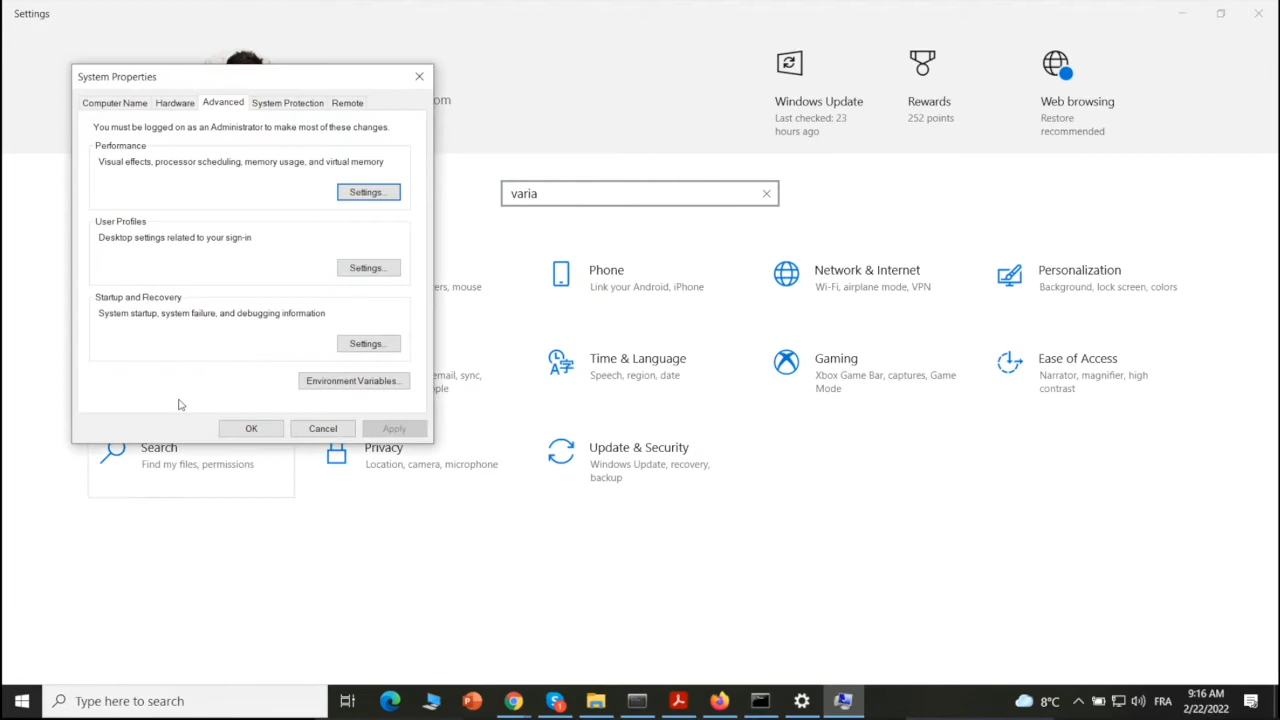 Settings
System Properties
Computer Name Hardware Advanced System Protection Remote
You must be logged on as an Administrator to make most of these changes.
Performance
Visual effects, processor scheduling, memory usage, and virtual memory
Settings...
User Profiles
Desktop settings related to your sign-in
Settings...
Startup and Recovery
System startup, system failure, and debugging information
Settings...
Environment Variables...
OK Cancel Apply
om
Windows Update
Last checked: 23
hours ago
Rewards
252 points
Web browsing
Restore
recommended
varia
ers, mouse
Phone
Link your Android, iPhone
Network & Internet
Wi-Fi, airplane mode, VPN
Personalization
Background, lock screen, colors
email, sync,
ople
Time & Language
Speech, region, date
Gaming
Xbox Game Bar, captures, Game
Mode
Ease of Access
Narrator, magnifier, high
contrast
Search
Find my files, permissions
Privacy
Location, camera, microphone
Update & Security
Windows Update, recovery,
backup
Type here to search
8°C
FRA
9:16 AM
2/22/2022